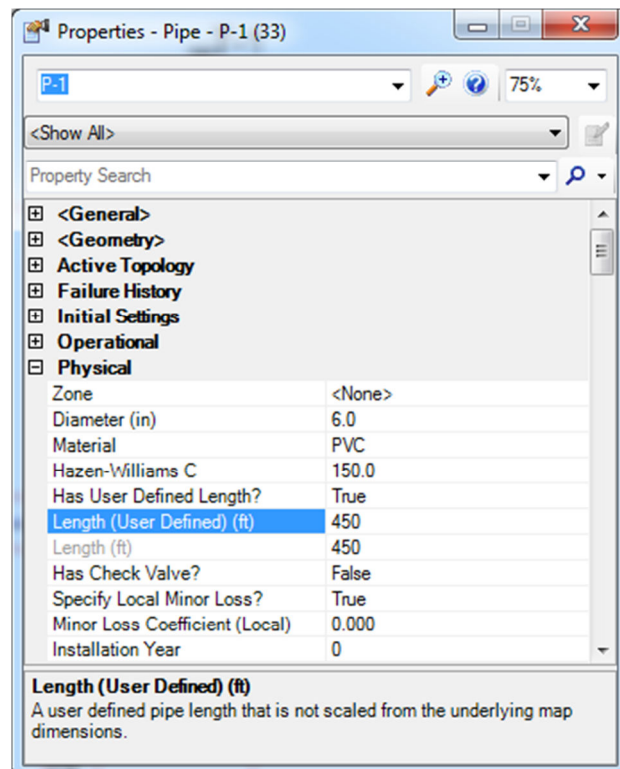 Properties - Pipe - P-1 (33)
P-1
75%
<Show All>
Property Search
<General>
<Geometry>
Active Topology
Failure History
Initial Settings
Operational
Physical
Zone <None>
Diameter (in) 6.0
Material PVC
Hazen-Williams C 150.0
Has User Defined Length? True
Length (User Defined) (ft) 450
Length (ft) 450
Has Check Valve? False
Specify Local Minor Loss? True
Minor Loss Coefficient (Local) 0.000
Installation Year 0
Length (User Defined) (ft)
A user defined pipe length that is not scaled from the underlying map
dimensions.